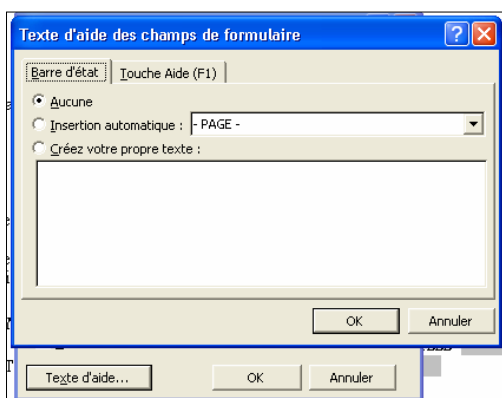 Texte d'aide des champs de formulaire
Barre d'état Touche Aide (F1)
Aucune
Insertion automatique : - PAGE -
Créez votre propre texte :
OK Annuler
Texte d'aide... OK Annuler